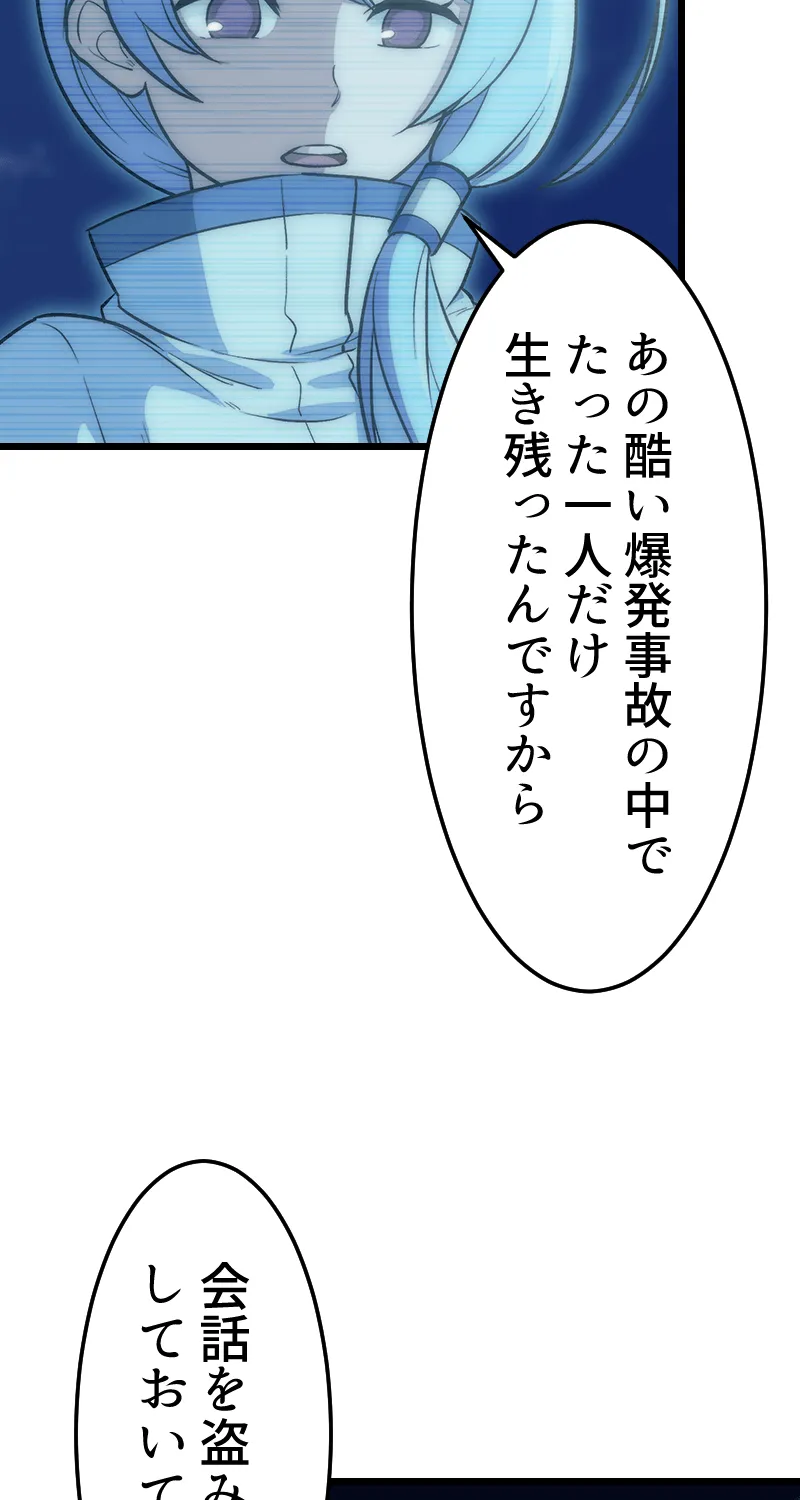 あの酷い爆発事故の中で
たった一人だけ
生き残ったんですから
会話を盗み
しておいて